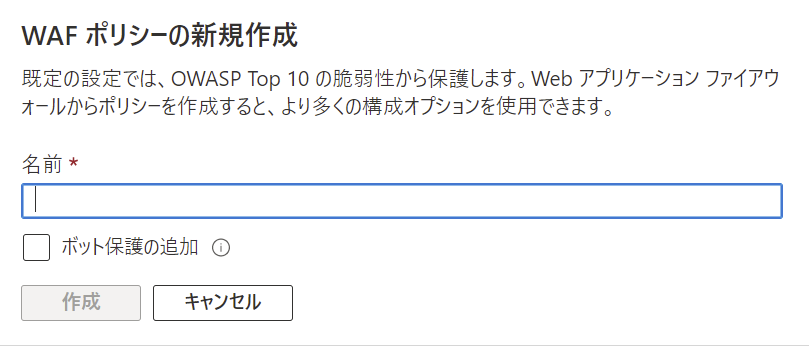 WAF ポリシーの新規作成
既定の設定では、OWASP Top 10 の脆弱性から保護します。Web アプリケーション ファイアウ
ォールからポリシーを作成すると、より多くの構成オプションを使用できます。
名前 *
ボット保護の追加
作成 キャンセル